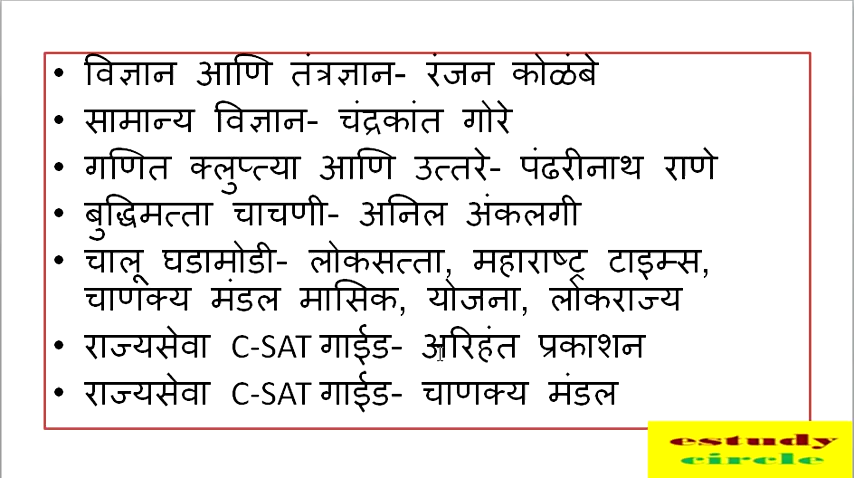 • विज्ञान आणि तंत्रज्ञान- रंजन कोळंबे
• सामान्य विज्ञान- चंद्रकांत गोरे
• गणित क्लुप्त्या आणि उत्तरे- पंढरीनाथ राणे
• बुद्धिमत्ता चाचणी- अनिल अंकलगी
• चालू घडामोडी- लोकसत्ता, महाराष्ट्र टाइम्स,
चाणक्य मंडल मासिक, योजना, लोकराज्य
• राज्यसेवा C-SAT गाईड- अरिहंत प्रकाशन
• राज्यसेवा C-SAT गाईड- चाणक्य मंडल
estudy
circle